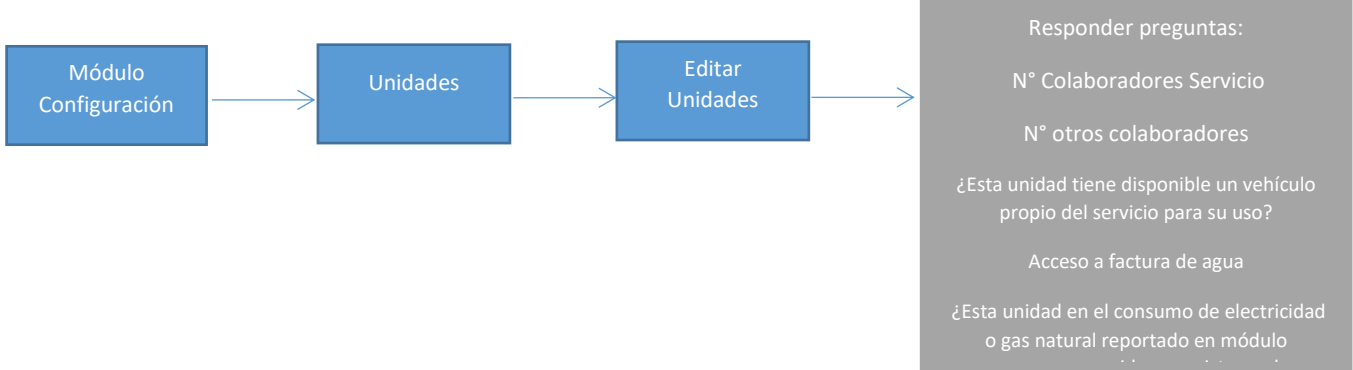 Módulo
Configuración
Unidades
Editar
Unidades
Responder preguntas:
N° Colaboradores Servicio
N° otros colaboradores
¿Esta unidad tiene disponible un vehículo
propio del servicio para su uso?
Acceso a factura de agua
¿Esta unidad en el consumo de electricidad
o gas natural reportado en módulo